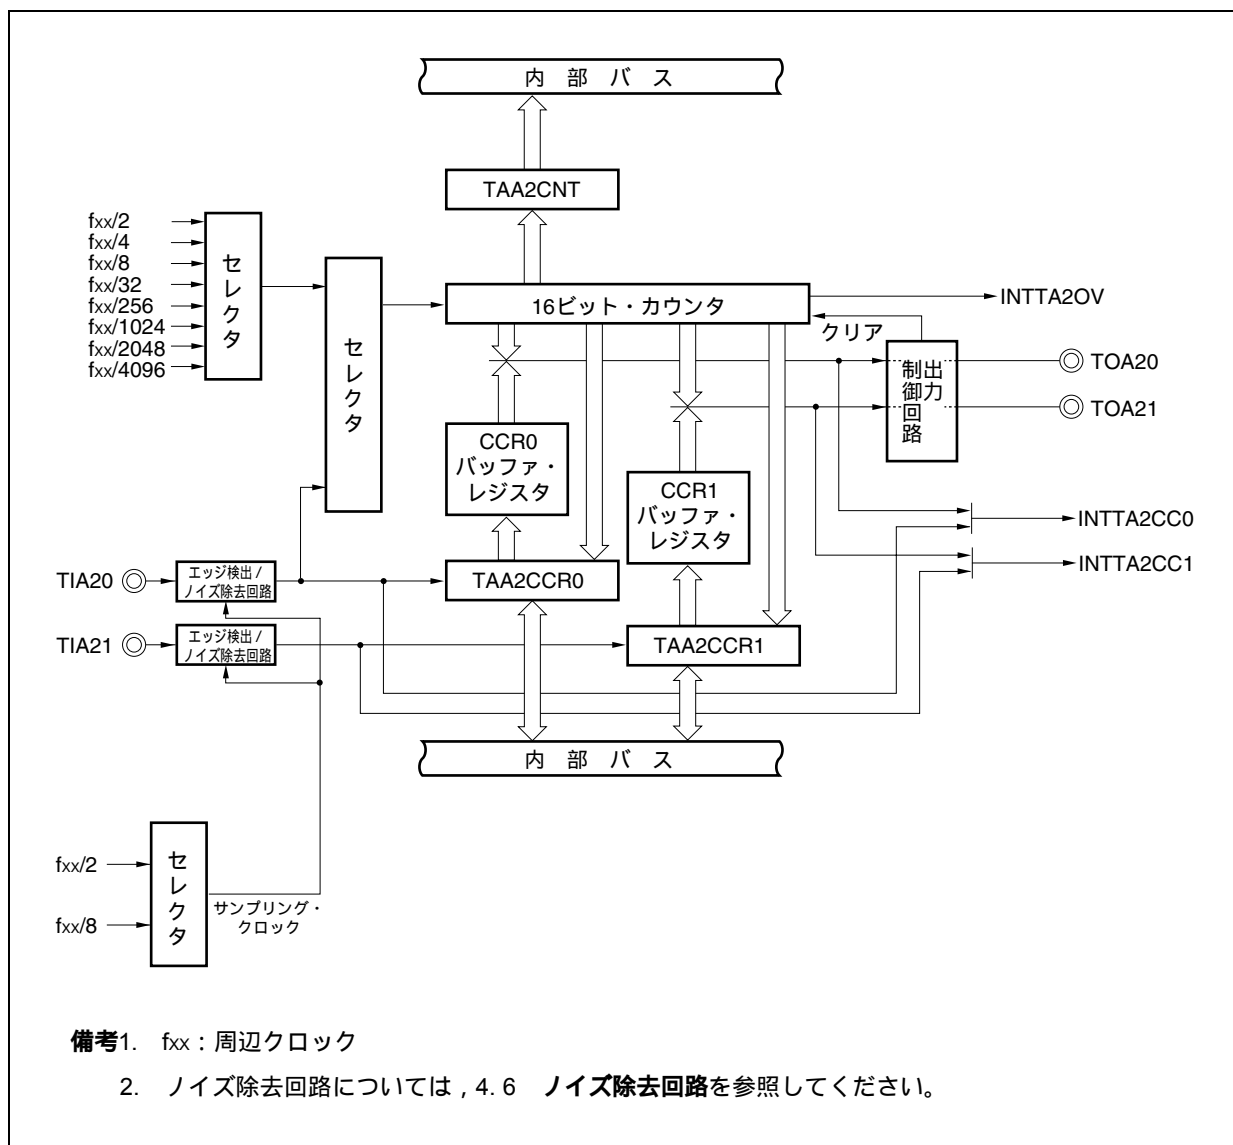 内部バス
TAA2CNT
fxx/2
fxx/4
fxx/8
fxx/32
fxx/256
fxx/1024
fxx/2048
fxx/4096
セレクタ
セレクタ
16ビット・カウンタ
INTTA2OV
クリア
出力
制御回路
TOA20
TOA21
CCR0
バッファ・
レジスタ
CCR1
バッファ・
レジスタ
INTTA2CC0
INTTA2CC1
TIA20
エッジ検出/
ノイズ除去回路
TAA2CCR0
TIA21
エッジ検出/
ノイズ除去回路
TAA2CCR1
内部バス
fxx/2
fxx/8
セレクタ
サンプリング・
クロック
備考1. fxx：周辺クロック
2. ノイズ除去回路については，4. 6 ノイズ除去回路を参照してください。